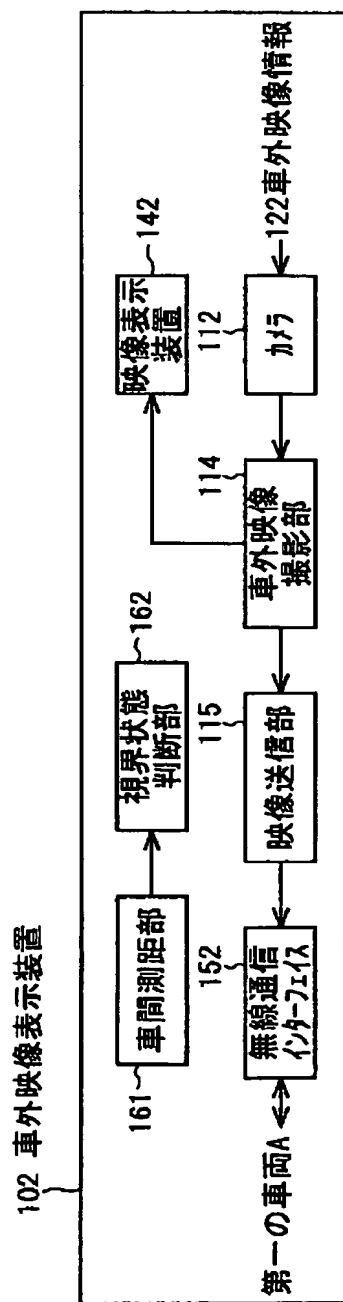 102 車外映像表示装置
161
車間測距部
162
視界状態
判断部
142
映像表示
装置
第一の車両A
152
無線通信
インターフェイス
115
映像送信部
114
車外映像
撮影部
112
カメラ
122車外映像情報